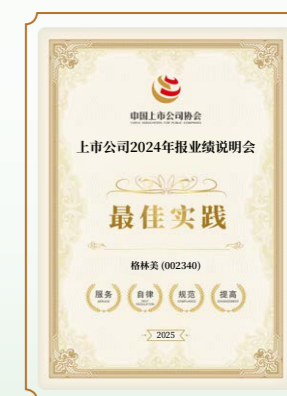 中国上市公司协会
上市公司2024年报业绩说明会
最佳实践
格林美 (002340)
服务 自律 规范 提高
2025